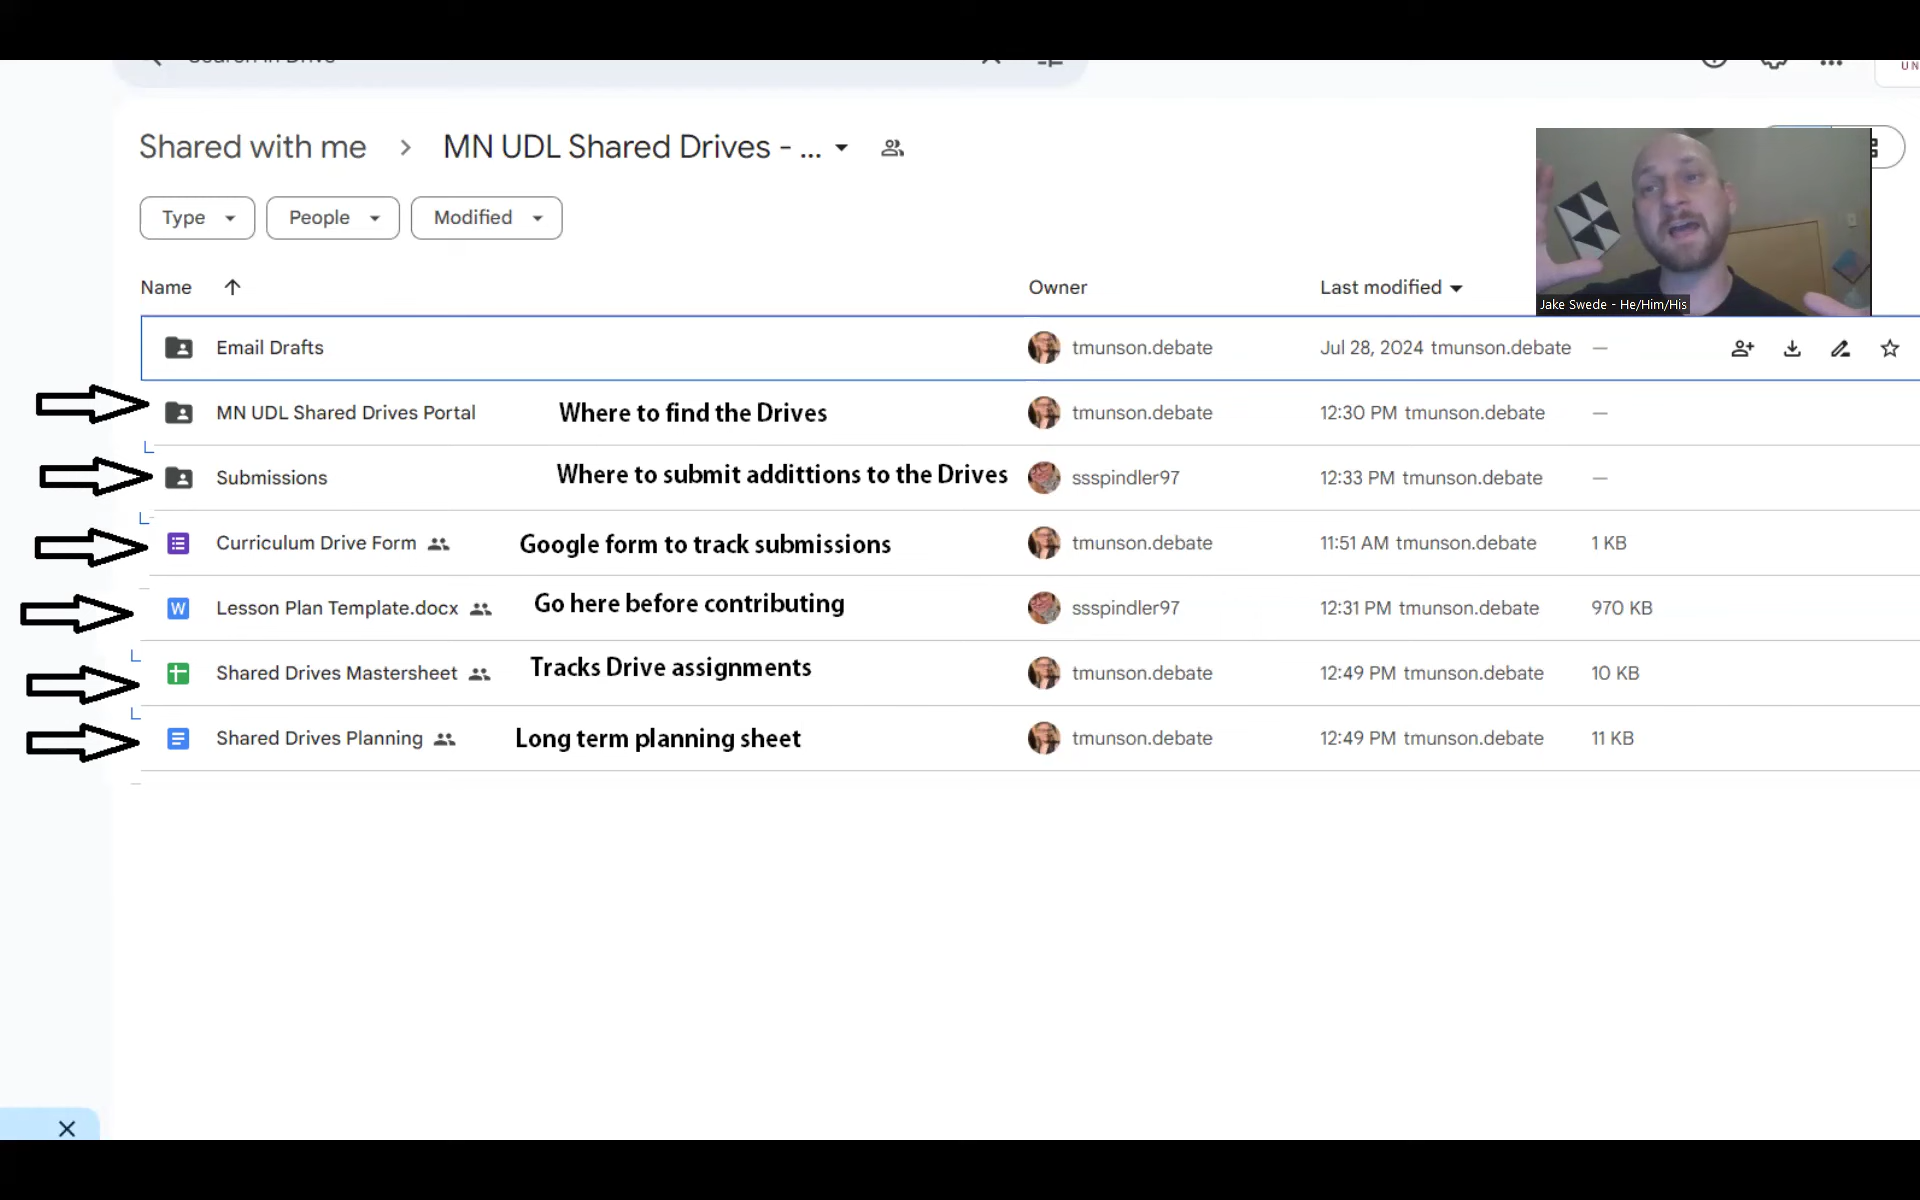 Search in Drive
UN
Shared with me > MN UDL Shared Drives - ...
Type People Modified
Name Owner Last modified
Jake Swede - He/Him/His
Email Drafts tmunson.debate Jul 28, 2024 tmunson.debate —
MN UDL Shared Drives Portal Where to find the Drives tmunson.debate 12:30 PM tmunson.debate —
Submissions Where to submit addittions to the Drives ssspindler97 12:33 PM tmunson.debate —
Curriculum Drive Form Google form to track submissions tmunson.debate 11:51 AM tmunson.debate 1 KB
Lesson Plan Template.docx Go here before contributing ssspindler97 12:31 PM tmunson.debate 970 KB
Shared Drives Mastersheet Tracks Drive assignments tmunson.debate 12:49 PM tmunson.debate 10 KB
Shared Drives Planning Long term planning sheet tmunson.debate 12:49 PM tmunson.debate 11 KB